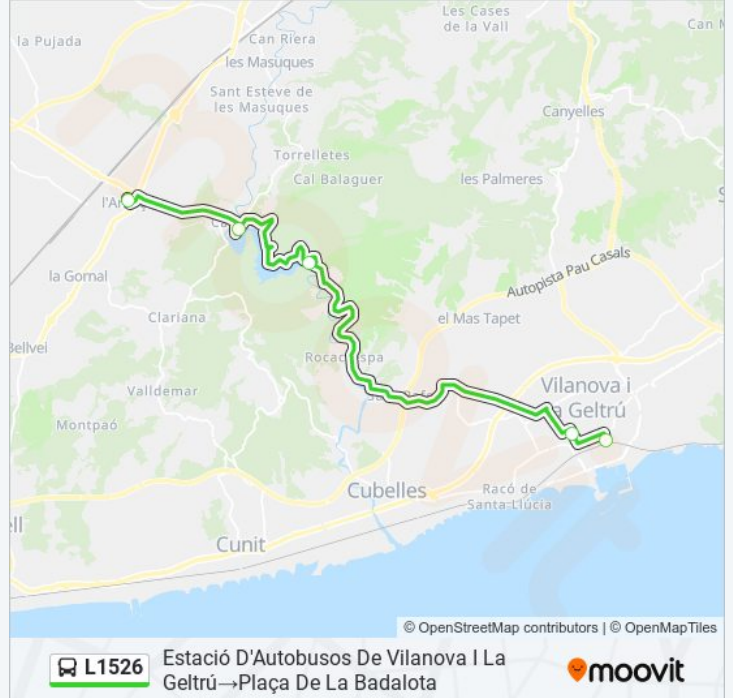 Les Cases
de la Vall
la Pujada
Can Riera
les Masuques
Sant Esteve de
les Masuques
Canyelles
Torrelletes
Cal Balaguer
les Palmeres
la Gornal
Autopista Pau Casals
Clariana
el Mas Tapet
Bellvei
Valldemar
Vilanova i
Geltrú
Montpaó
Cubelles
Racó de
Santa Llúcia
Cunit
© OpenStreetMap contributors | © OpenMapTiles
L1526
Estació D'Autobusos De Vilanova I La
Geltrú→Plaça De La Badalota
moovit